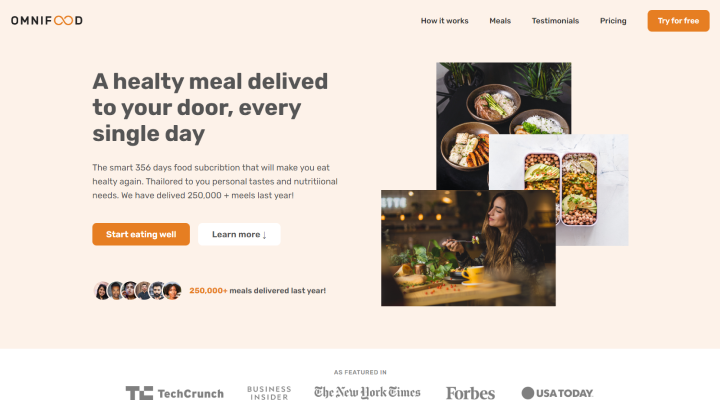 OMNIFOOD
How it works
Meals
Testimonials
Pricing
Try for free
A healty meal delived
to your door, every
single day
The smart 356 days food subcribtion that will make you eat
healty again. Thailored to you personal tastes and nutritiional
needs. We have delived 250,000 + meels last year!
Start eating well
Learn more ↓
250,000+ meals delivered last year!
AS FEATURED IN
TC TechCrunch
BUSINESS
INSIDER
The New York Times
Forbes
USA TODAY